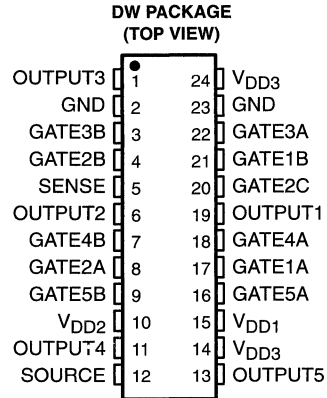 DW PACKAGE
(TOP VIEW)
OUTPUT3 1 24 VDD3
GND 2 23 GND
GATE3B 3 22 GATE3A
GATE2B 4 21 GATE1B
SENSE 5 20 GATE2C
OUTPUT2 6 19 OUTPUT1
GATE4B 7 18 GATE4A
GATE2A 8 17 GATE1A
GATE5B 9 16 GATE5A
VDD2 10 15 VDD1
OUTPUT4 11 14 VDD3
SOURCE 12 13 OUTPUT5